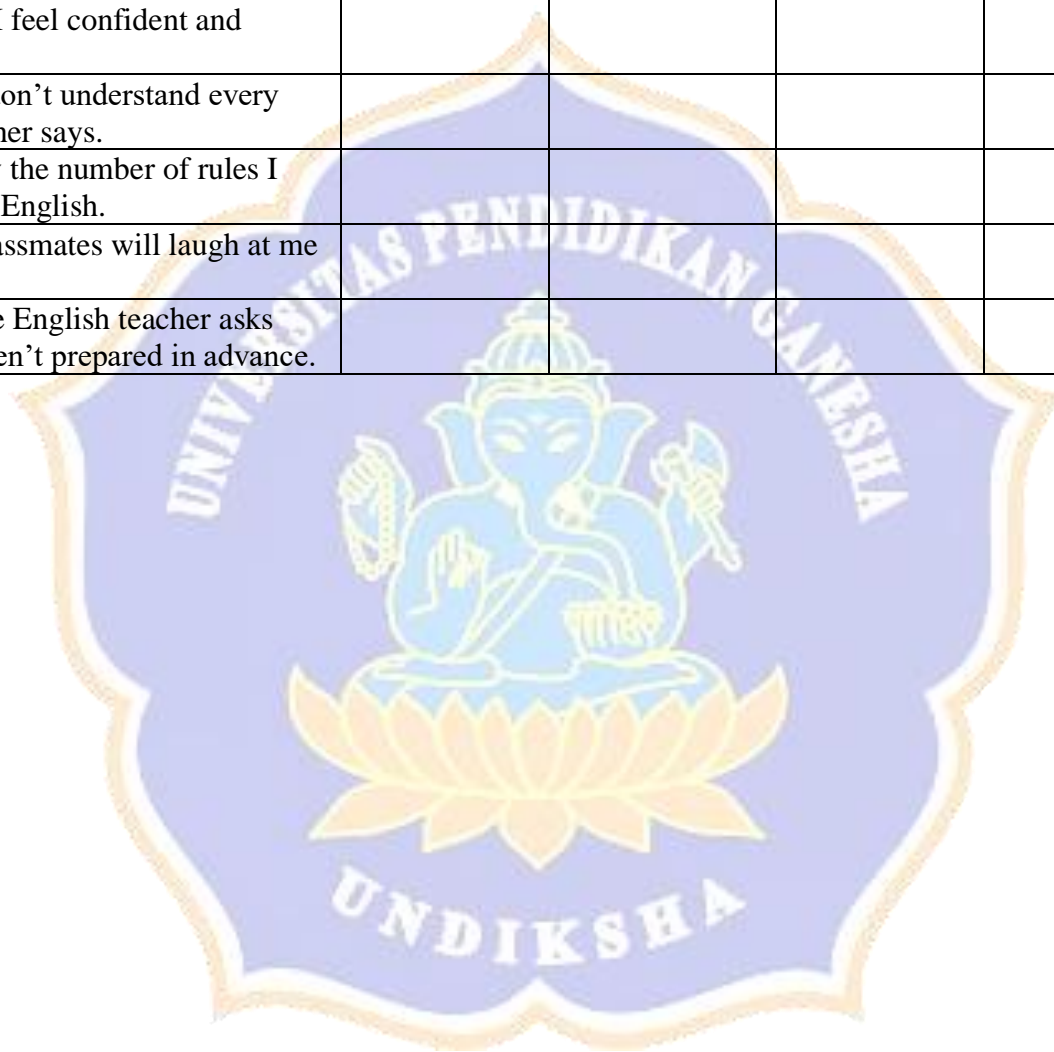 I feel confident and
on't understand every
her says.
the number of rules I
English.
assmates will laugh at me
e English teacher asks
en't prepared in advance.
UNIVERSITAS PENDIDIKAN GANESHA
UNDIKSHA